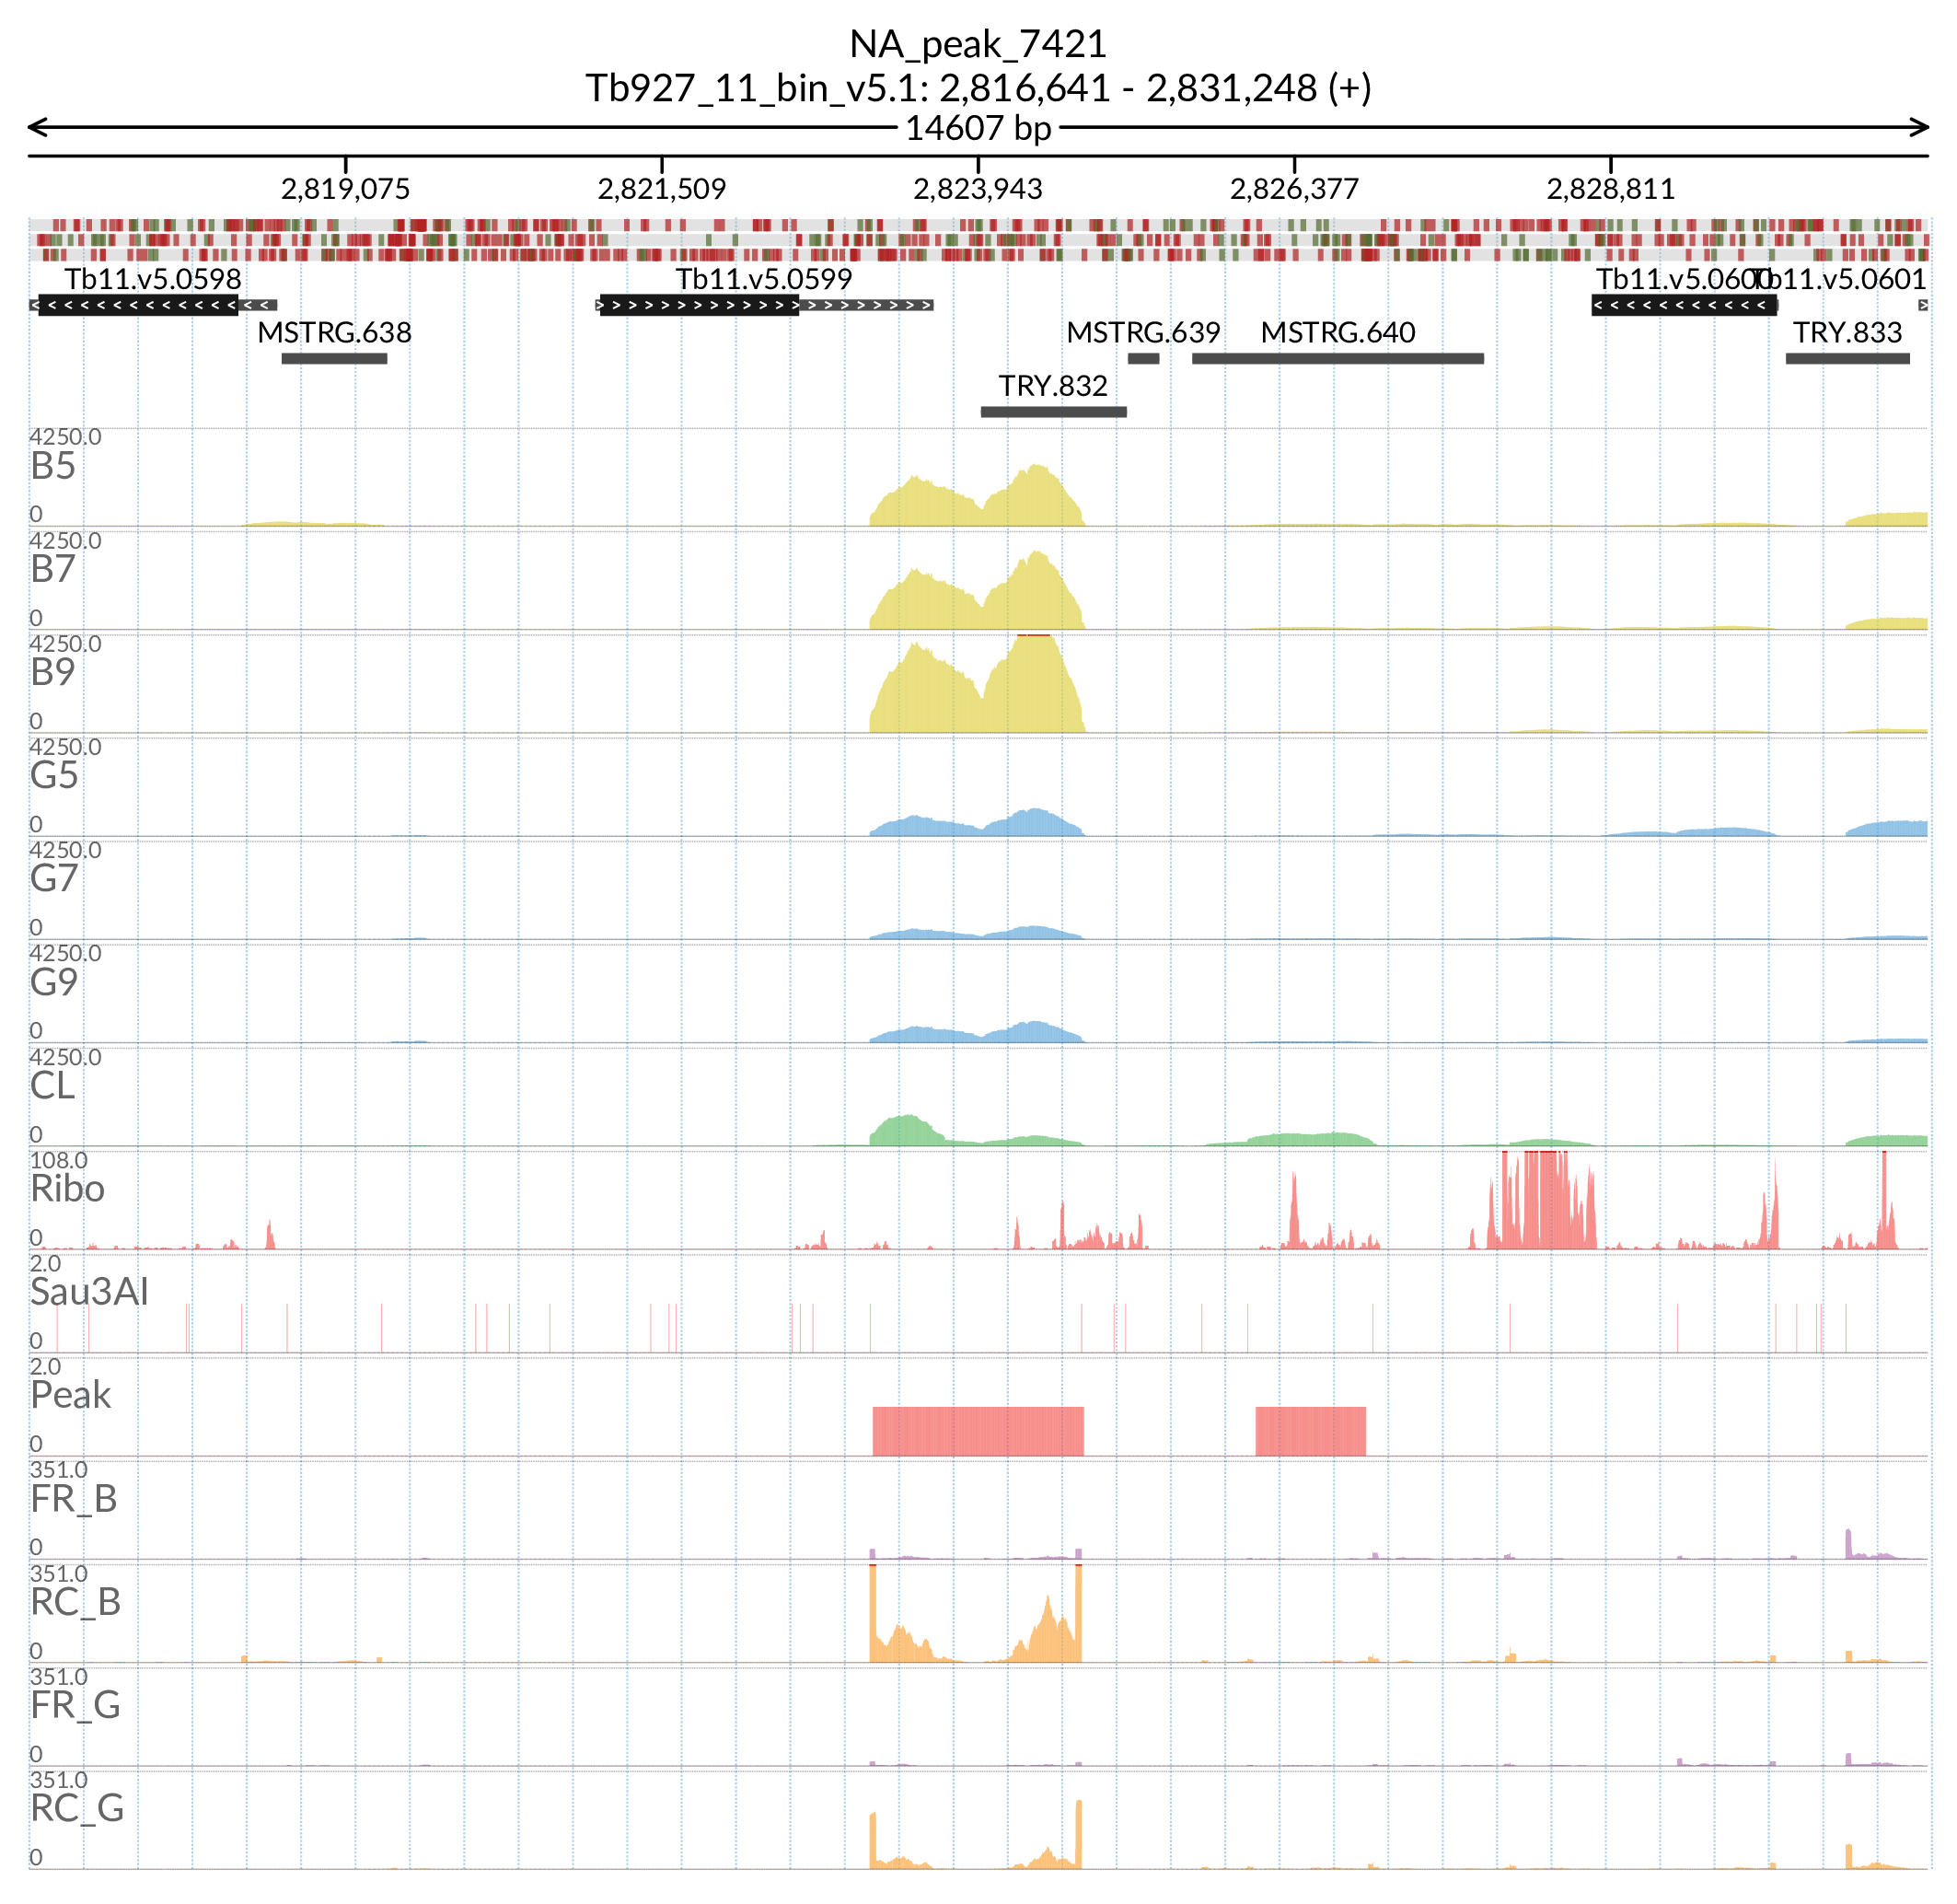 NA_peak_7421
Tb927_11_bin_v5.1: 2,816,641 - 2,831,248 (+)
14607 bp
2,819,075 2,821,509 2,823,943 2,826,377 2,828,811
Tb11.v5.0598 Tb11.v5.0599 Tb11.v5.0600 Tb11.v5.0601
MSTRG.638 MSTRG.639 MSTRG.640 TRY.833
TRY.832
4250.0
B5
0
4250.0
B7
0
4250.0
B9
0
4250.0
G5
0
4250.0
G7
0
4250.0
G9
0
4250.0
CL
0
108.0
Ribo
0
2.0
Sau3AI
0
2.0
Peak
0
351.0
FR_B
0
351.0
RC_B
0
351.0
FR_G
0
351.0
RC_G
0